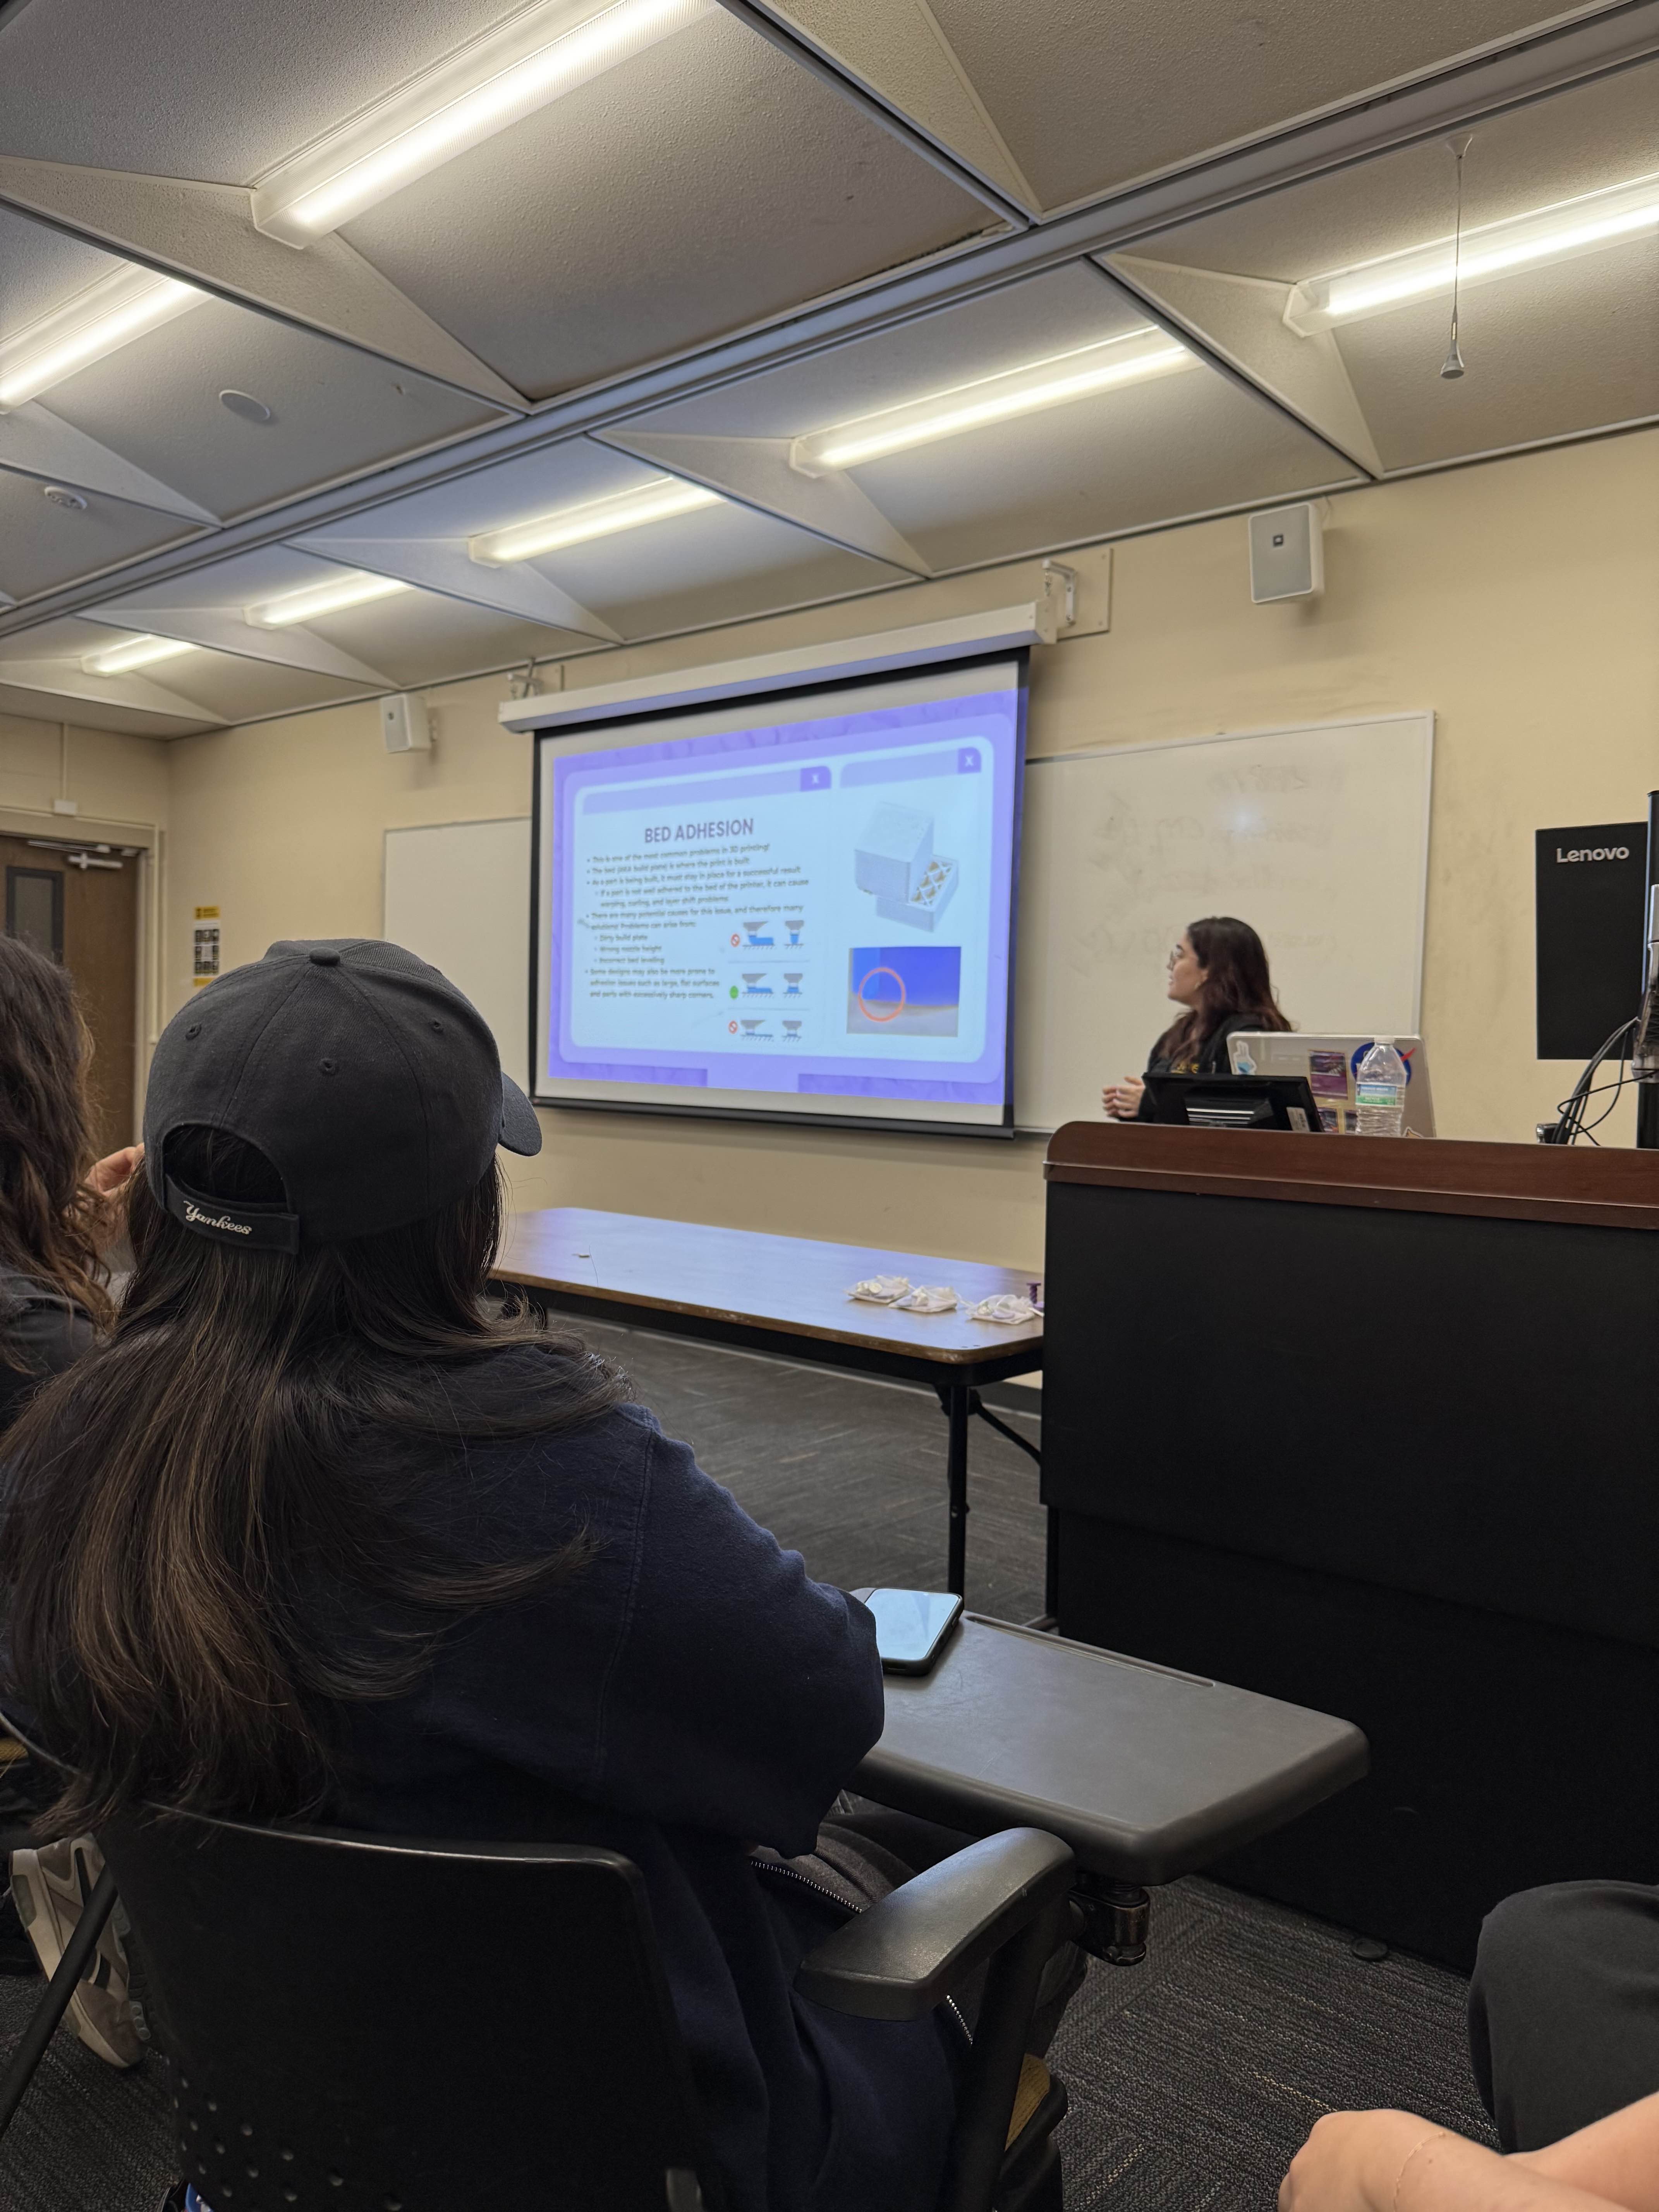 X
X
BED ADHESION
• This is one of the most common problems in 3D printing!
• The bed (AKA build plate) is where the print is built
• As a part is being built, it must stay in place for a successful result
◦ If a part is not well adhered to the bed of the printer, it can cause
warping, curling, and layer shift problems
• There are many potential causes for this issue, and therefore many
solutions! Problems can arise from:
◦ Dirty build plate
◦ Wrong nozzle height
◦ Incorrect bed levelling
• Some designs may also be more prone to
adhesion issues such as large, flat surfaces
and parts with excessively sharp corners.
Lenovo
Yankees